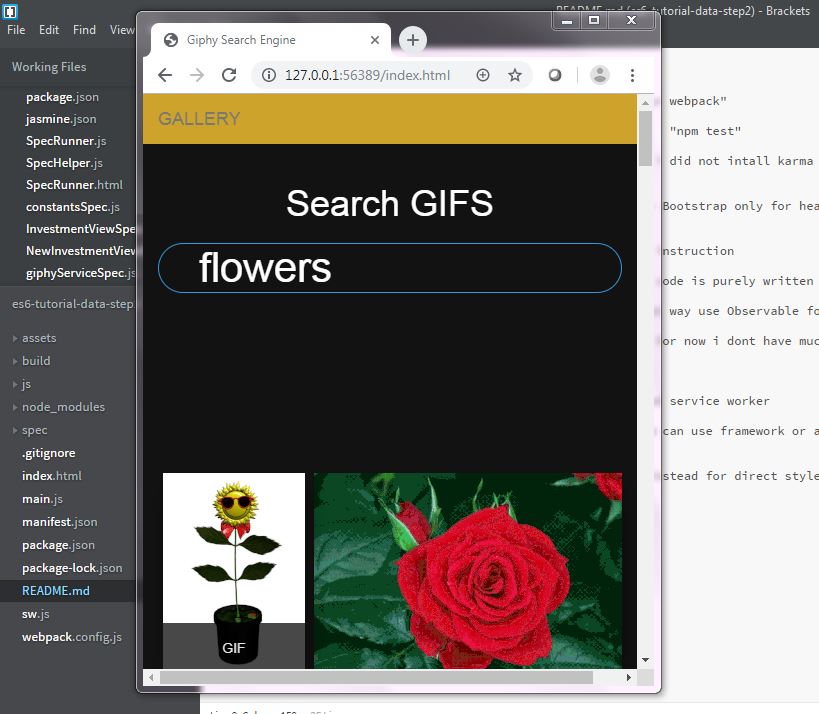 README.md (es6-tutorial-data-step2) - Brackets
File Edit Find View
Working Files
package.json
jasmine.json
SpecRunner.js
SpecHelper.js
SpecRunner.html
constantsSpec.js
InvestmentViewSpe
NewInvestmentView
giphyServiceSpec.js
es6-tutorial-data-step
assets
build
js
node_modules
spec
.gitignore
index.html
main.js
manifest.json
package.json
package-lock.json
README.md
sw.js
webpack.config.js
Giphy Search Engine
127.0.0.1:56389/index.html
GALLERY
Search GIFS
flowers
GIF
webpack"
"npm test"
did not intall karma
Bootstrap only for hea
nstruction
ode is purely written
way use Observable fo
or now i dont have muc
service worker
can use framework or a
stead for direct style